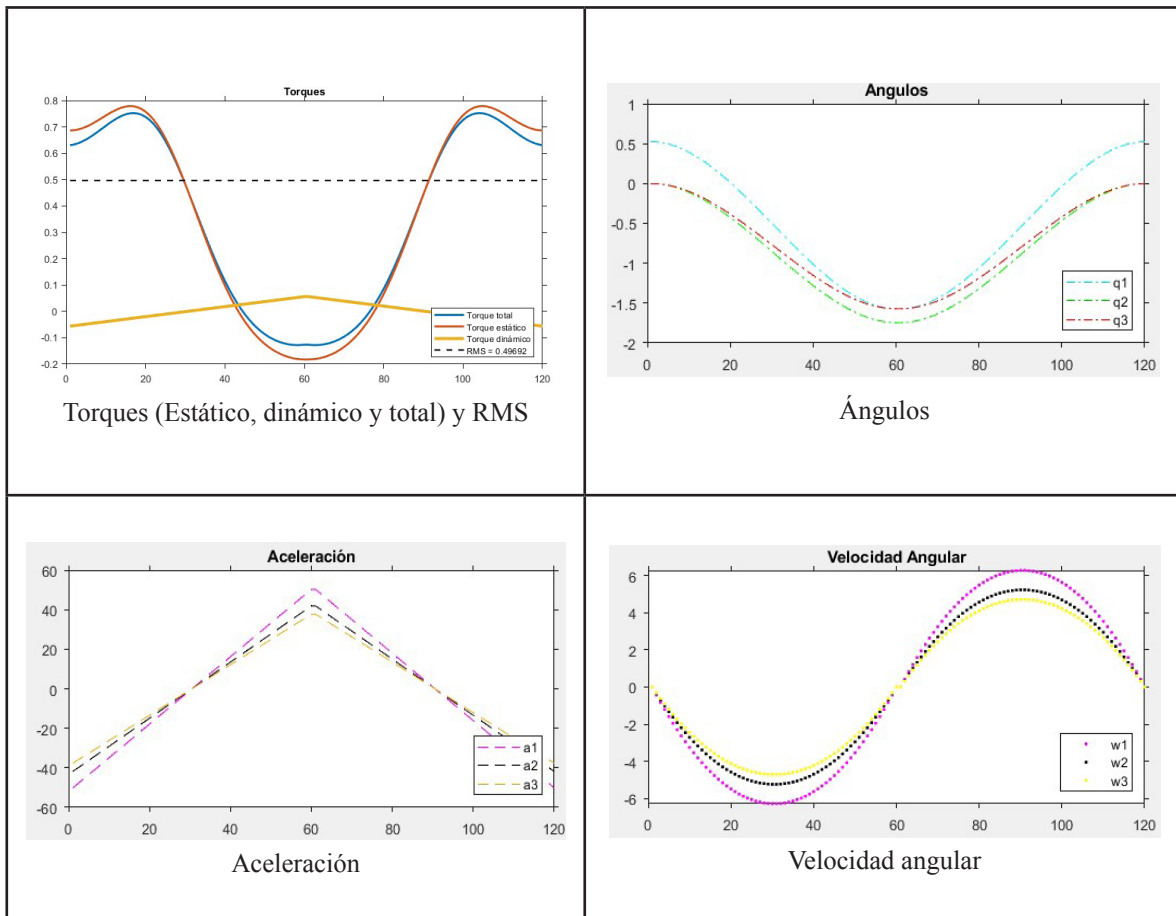 Torques
0.8
0.7
0.6
0.5
0.4
0.3
0.2
0.1
0
-0.1
-0.2
0 20 40 60 80 100 120
Torque total
Torque estático
Torque dinámico
RMS = 0.49692
Torques (Estático, dinámico y total) y RMS
Angulos
1
0.5
0
-0.5
-1
-1.5
-2
0 20 40 60 80 100 120
q1
q2
q3
Ángulos
Aceleración
60
40
20
0
-20
-40
-60
0 20 40 60 80 100 120
a1
a2
a3
Aceleración
Velocidad Angular
6
4
2
0
-2
-4
-6
0 20 40 60 80 100 120
w1
w2
w3
Velocidad angular